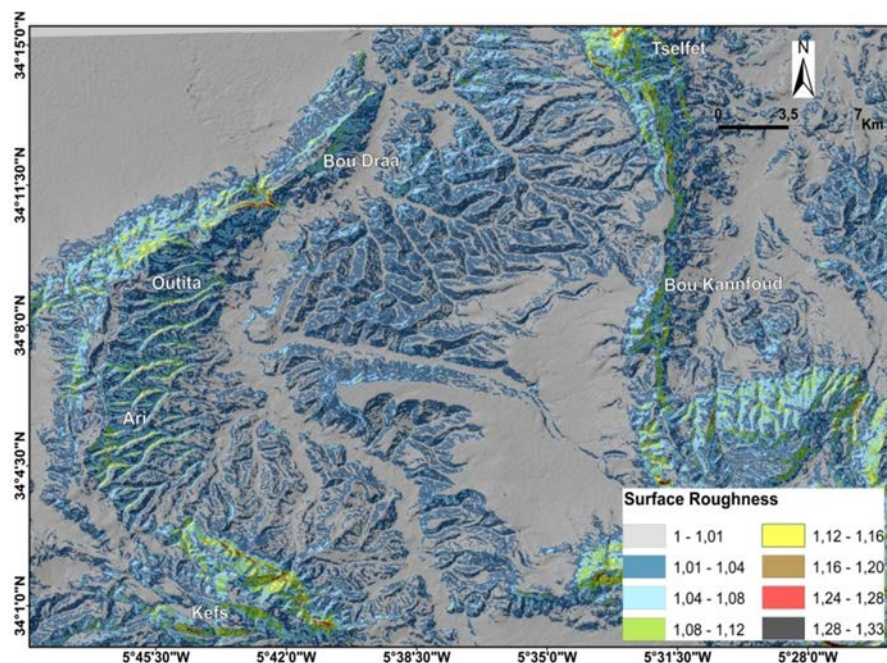 34°15'0"N
34°11'30"N
34°8'0"N
34°4'30"N
34°1'0"N
Tselfet
N
0 3,5 7
Km
Bou Draa
Outita
Bou Kannfoud
Ari
Kefs
Surface Roughness
1 - 1,01
1,01 - 1,04
1,04 - 1,08
1,08 - 1,12
1,12 - 1,16
1,16 - 1,20
1,24 - 1,28
1,28 - 1,33
5°45'30"W 5°42'0"W 5°38'30"W 5°35'0"W 5°31'30"W 5°28'0"W